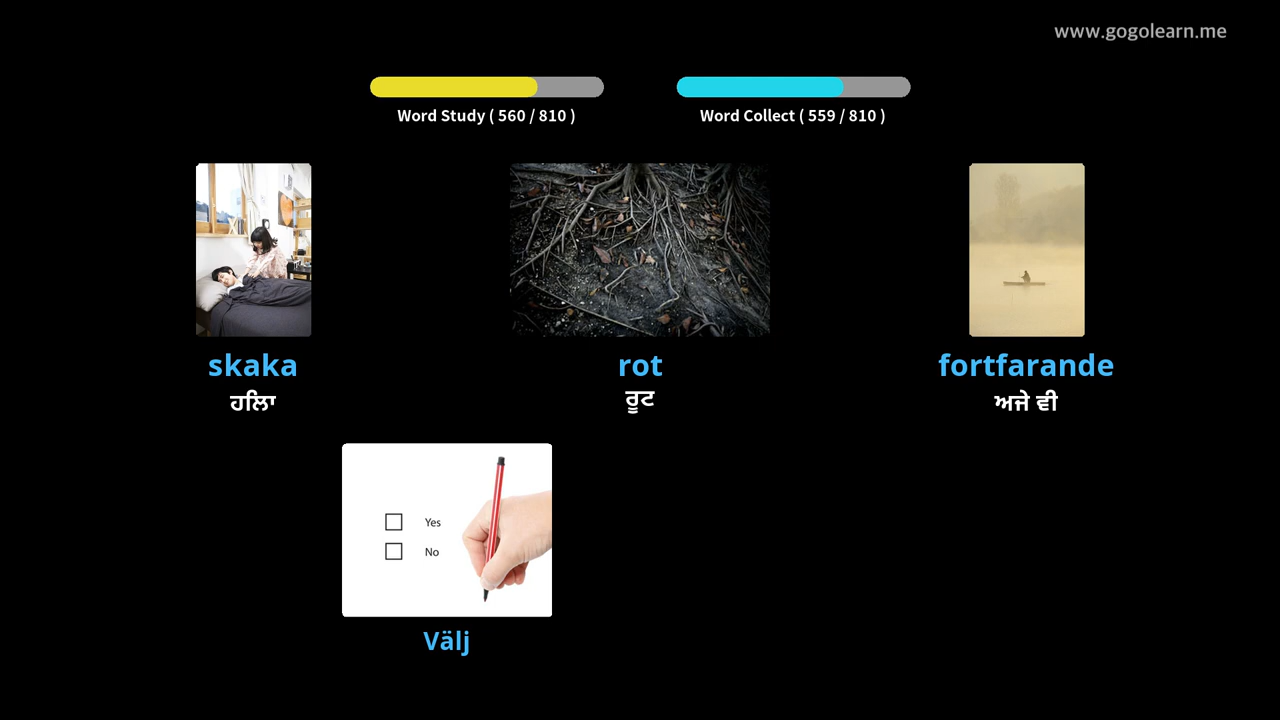 www.gogolearn.me
Word Study ( 560 / 810 )
Word Collect ( 559 / 810 )
skaka
ਹਲਿਾ
rot
ਰੂਟ
fortfarande
ਅਜੇ ਵੀ
Yes
No
Välj